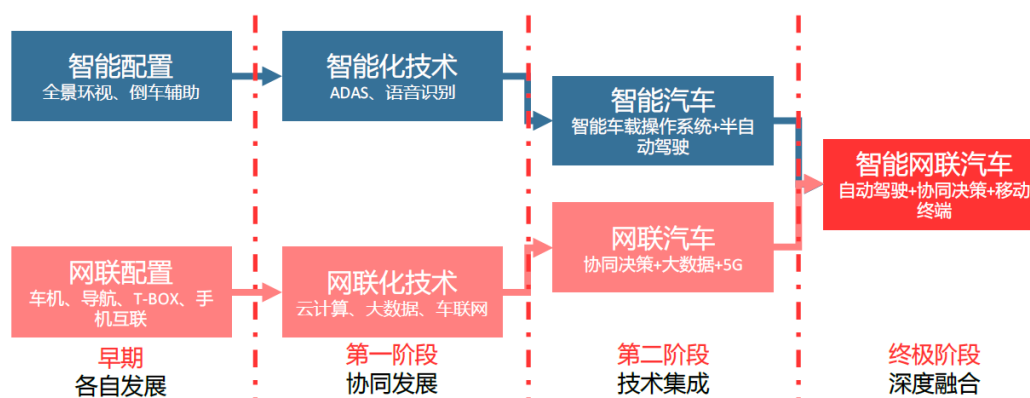 智能配置
全景环视、倒车辅助
智能化技术
ADAS、语音识别
智能汽车
智能车载操作系统+半自
动驾驶
智能网联汽车
自动驾驶+协同决策+移动
终端
网联配置
车机、导航、T-BOX、手
机互联
网联化技术
云计算、大数据、车联网
网联汽车
协同决策+大数据+5G
早期
各自发展
第一阶段
协同发展
第二阶段
技术集成
终极阶段
深度融合